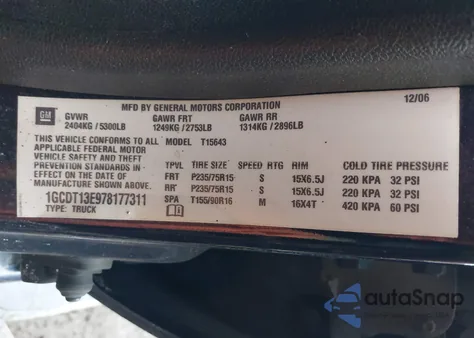 MFD BY GENERAL MOTORS CORPORATION 12/06
GM GVWR GAWR FRT GAWR RR
2404KG / 5300LB 1249KG / 2753LB 1314KG / 2896LB
THIS VEHICLE CONFORMS TO ALL MODEL T15643
APPLICABLE FEDERAL MOTOR
VEHICLE SAFETY AND THEFT TPVL TIRE SIZE SPEED RTG RIM COLD TIRE PRESSURE
PREVENTION STANDARDS IN FRT P235/75R15 S 15X6.5J 220 KPA 32 PSI
EFFECT ON THE DATE OF RR P235/75R15 S 15X6.5J 220 KPA 32 PSI
1GCDT13E978177311 SPA T155/90R16 M 16X4T 420 KPA 60 PSI
TYPE: TRUCK
autoSnap